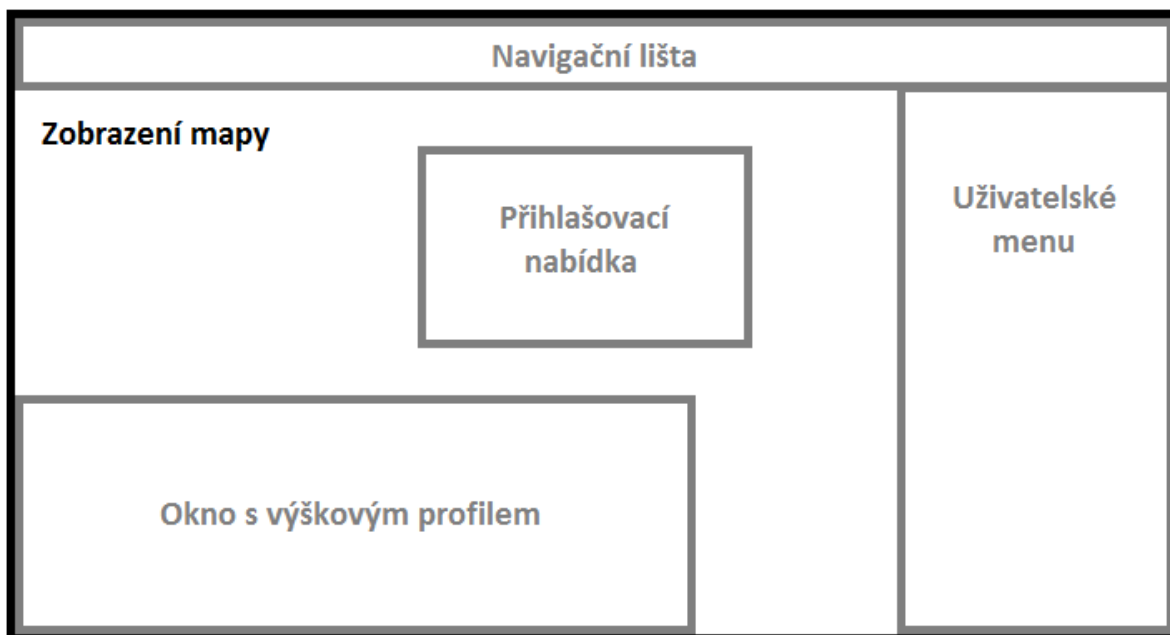 Navigační lišta
Zobrazení mapy
Přihlašovací
nabídka
Uživatelské
menu
Okno s výškovým profilem